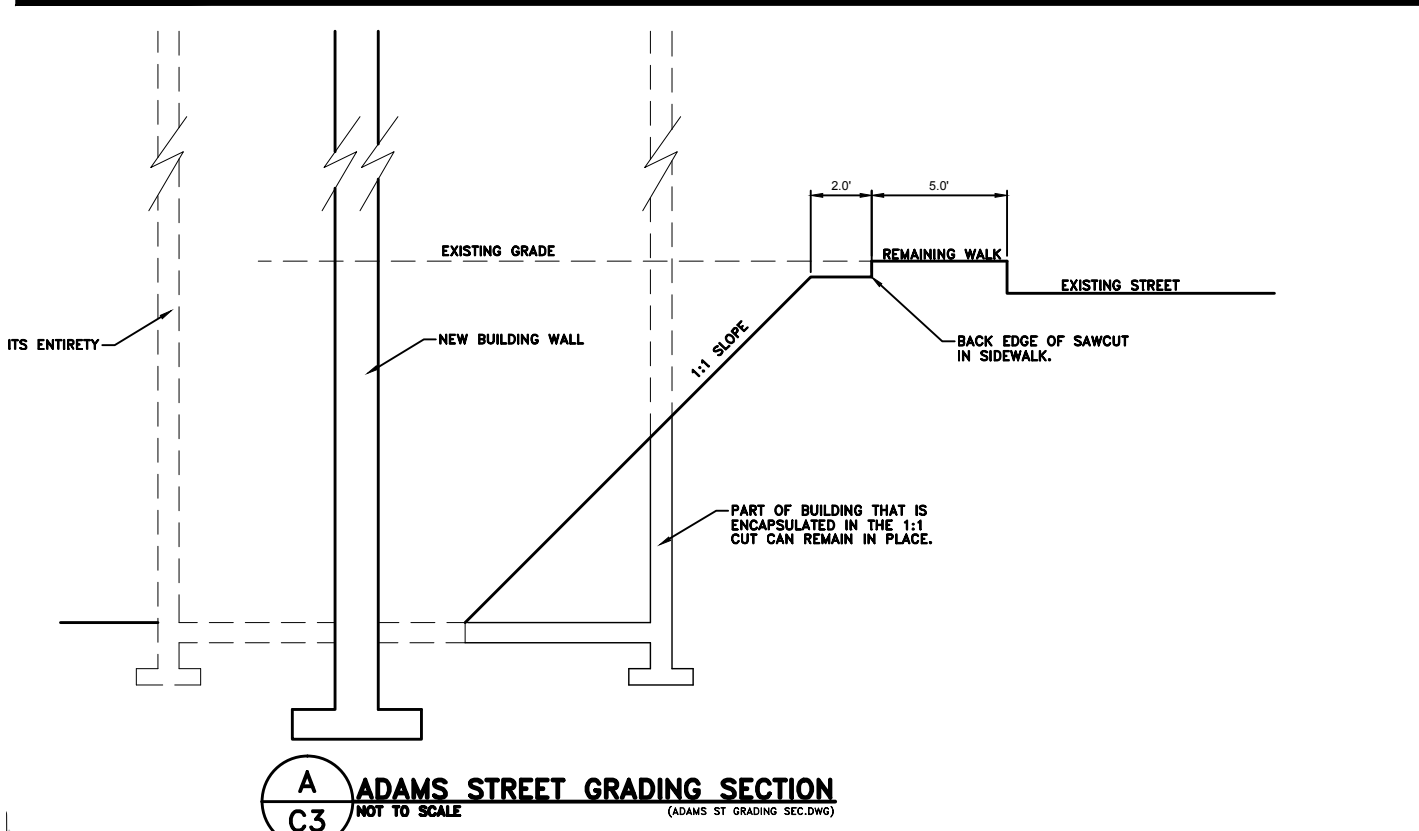 2.0'
5.0'
EXISTING GRADE
REMAINING WALK
EXISTING STREET
ITS ENTIRETY
NEW BUILDING WALL
1:1 SLOPE
BACK EDGE OF SAWCUT
IN SIDEWALK.
PART OF BUILDING THAT IS
ENCAPSULATED IN THE 1:1
CUT CAN REMAIN IN PLACE.
A
C3
ADAMS STREET GRADING SECTION
NOT TO SCALE
(ADAMS ST GRADING SEC.DWG)